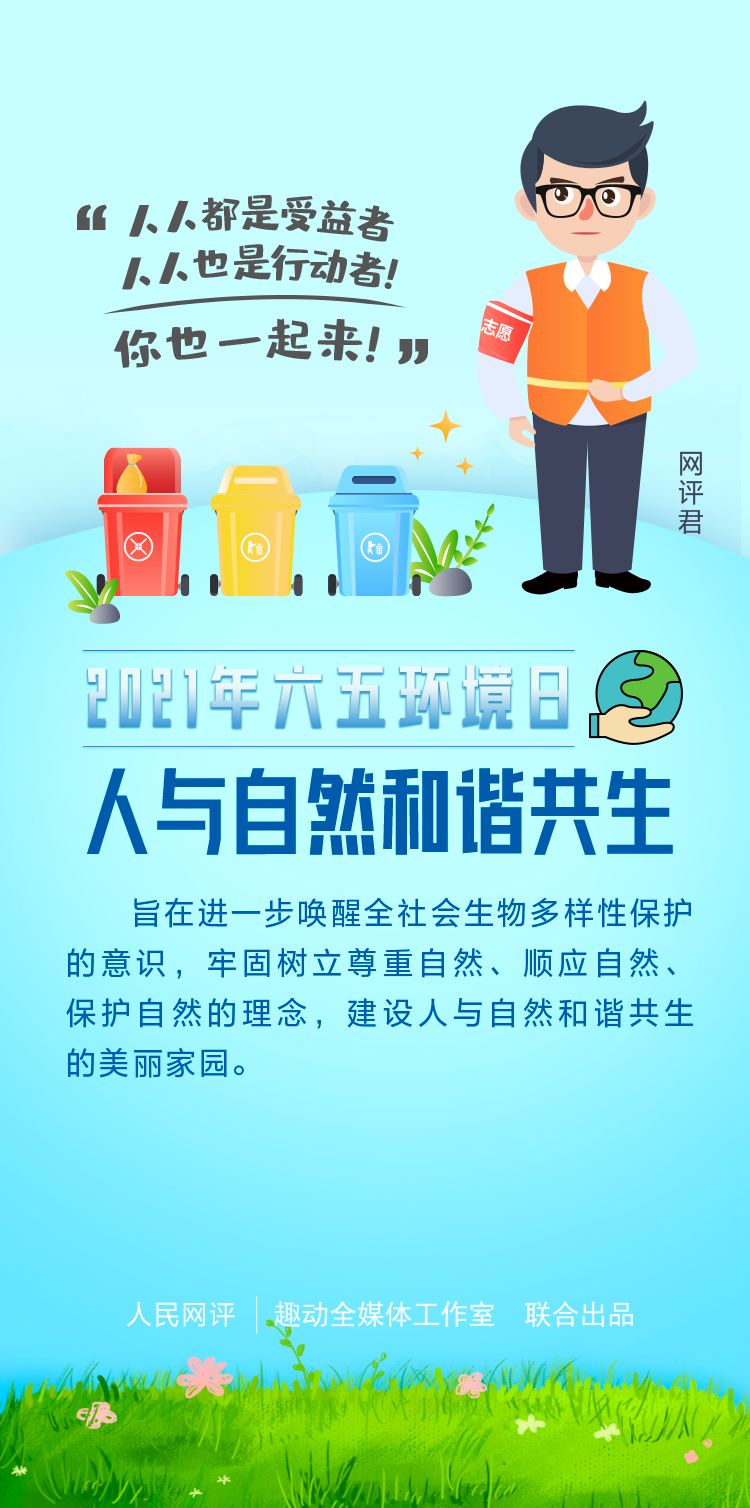 “人人都是受益者
人人也是行动者!
你也一起来!”
志愿
网评君
2021年六五环境日
人与自然和谐共生
旨在进一步唤醒全社会生物多样性保护
的意识，牢固树立尊重自然、顺应自然、
保护自然的理念，建设人与自然和谐共生
的美丽家园。
人民网评 | 趣动全媒体工作室 联合出品